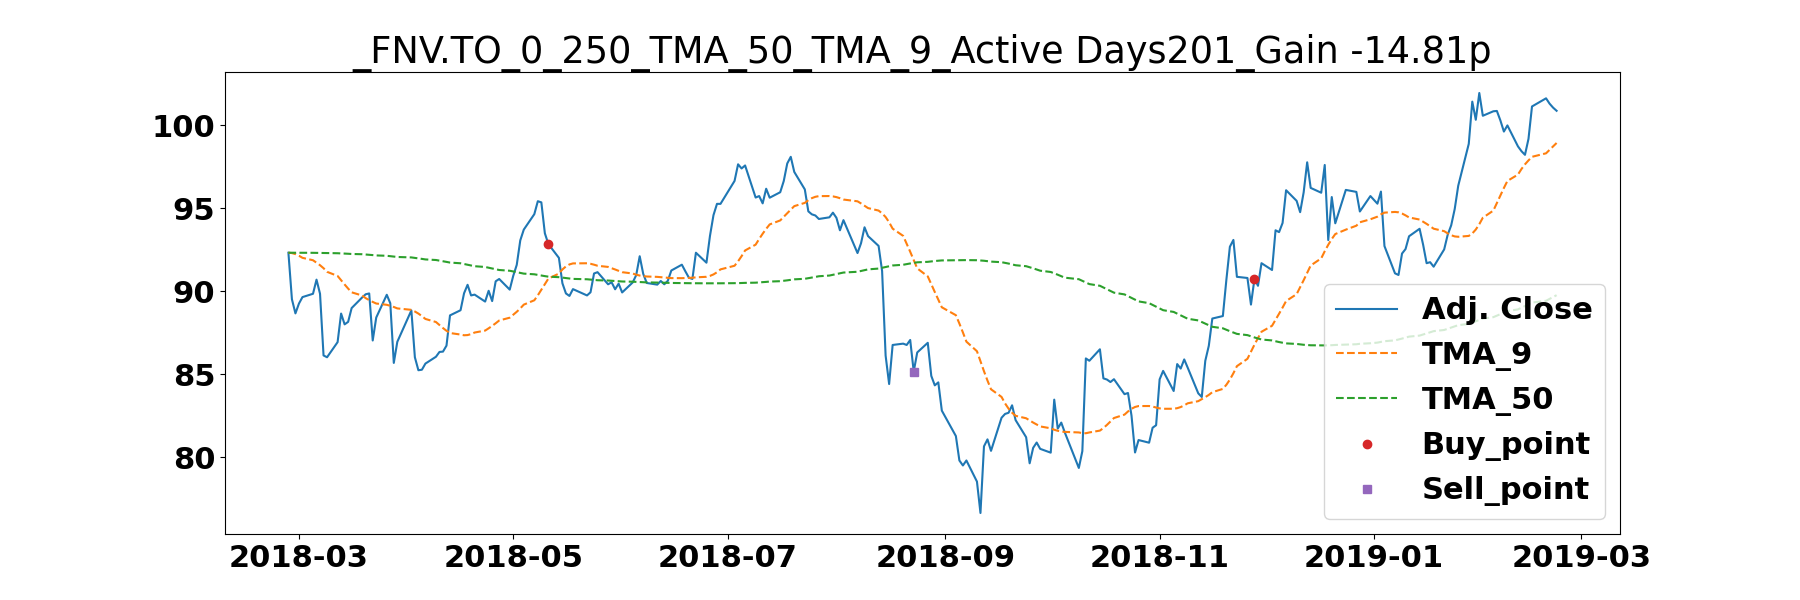 _FNV.TO_0_250_TMA_50_TMA_9_Active Days201_Gain -14.81p
100
95
90
85
80
Adj. Close
TMA_9
TMA_50
Buy_point
Sell_point
2018-03 2018-05 2018-07 2018-09 2018-11 2019-01 2019-03